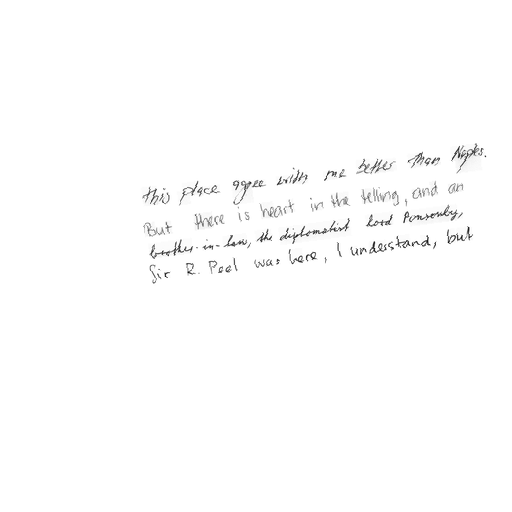 this place agree with me better than Naples.
But there is heart in the telling, and an
brother-in-law, the diplomatist Lord Ponsonby,
Sir R. Peel was here, I understand, but